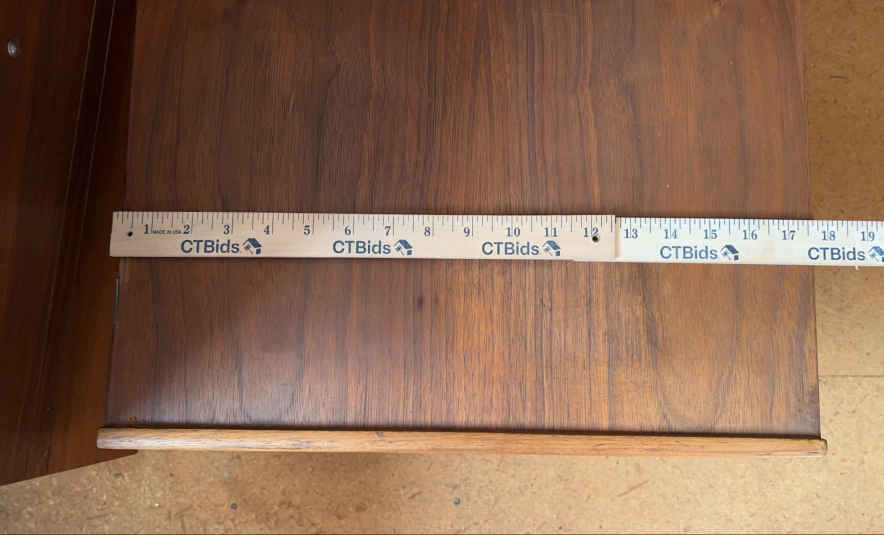 1 MADE IN USA 2 3 4 5 6 7 8 9 10 11 12 13 14 15 16 17 18 19
CTBids CTBids CTBids CTBids CTBids